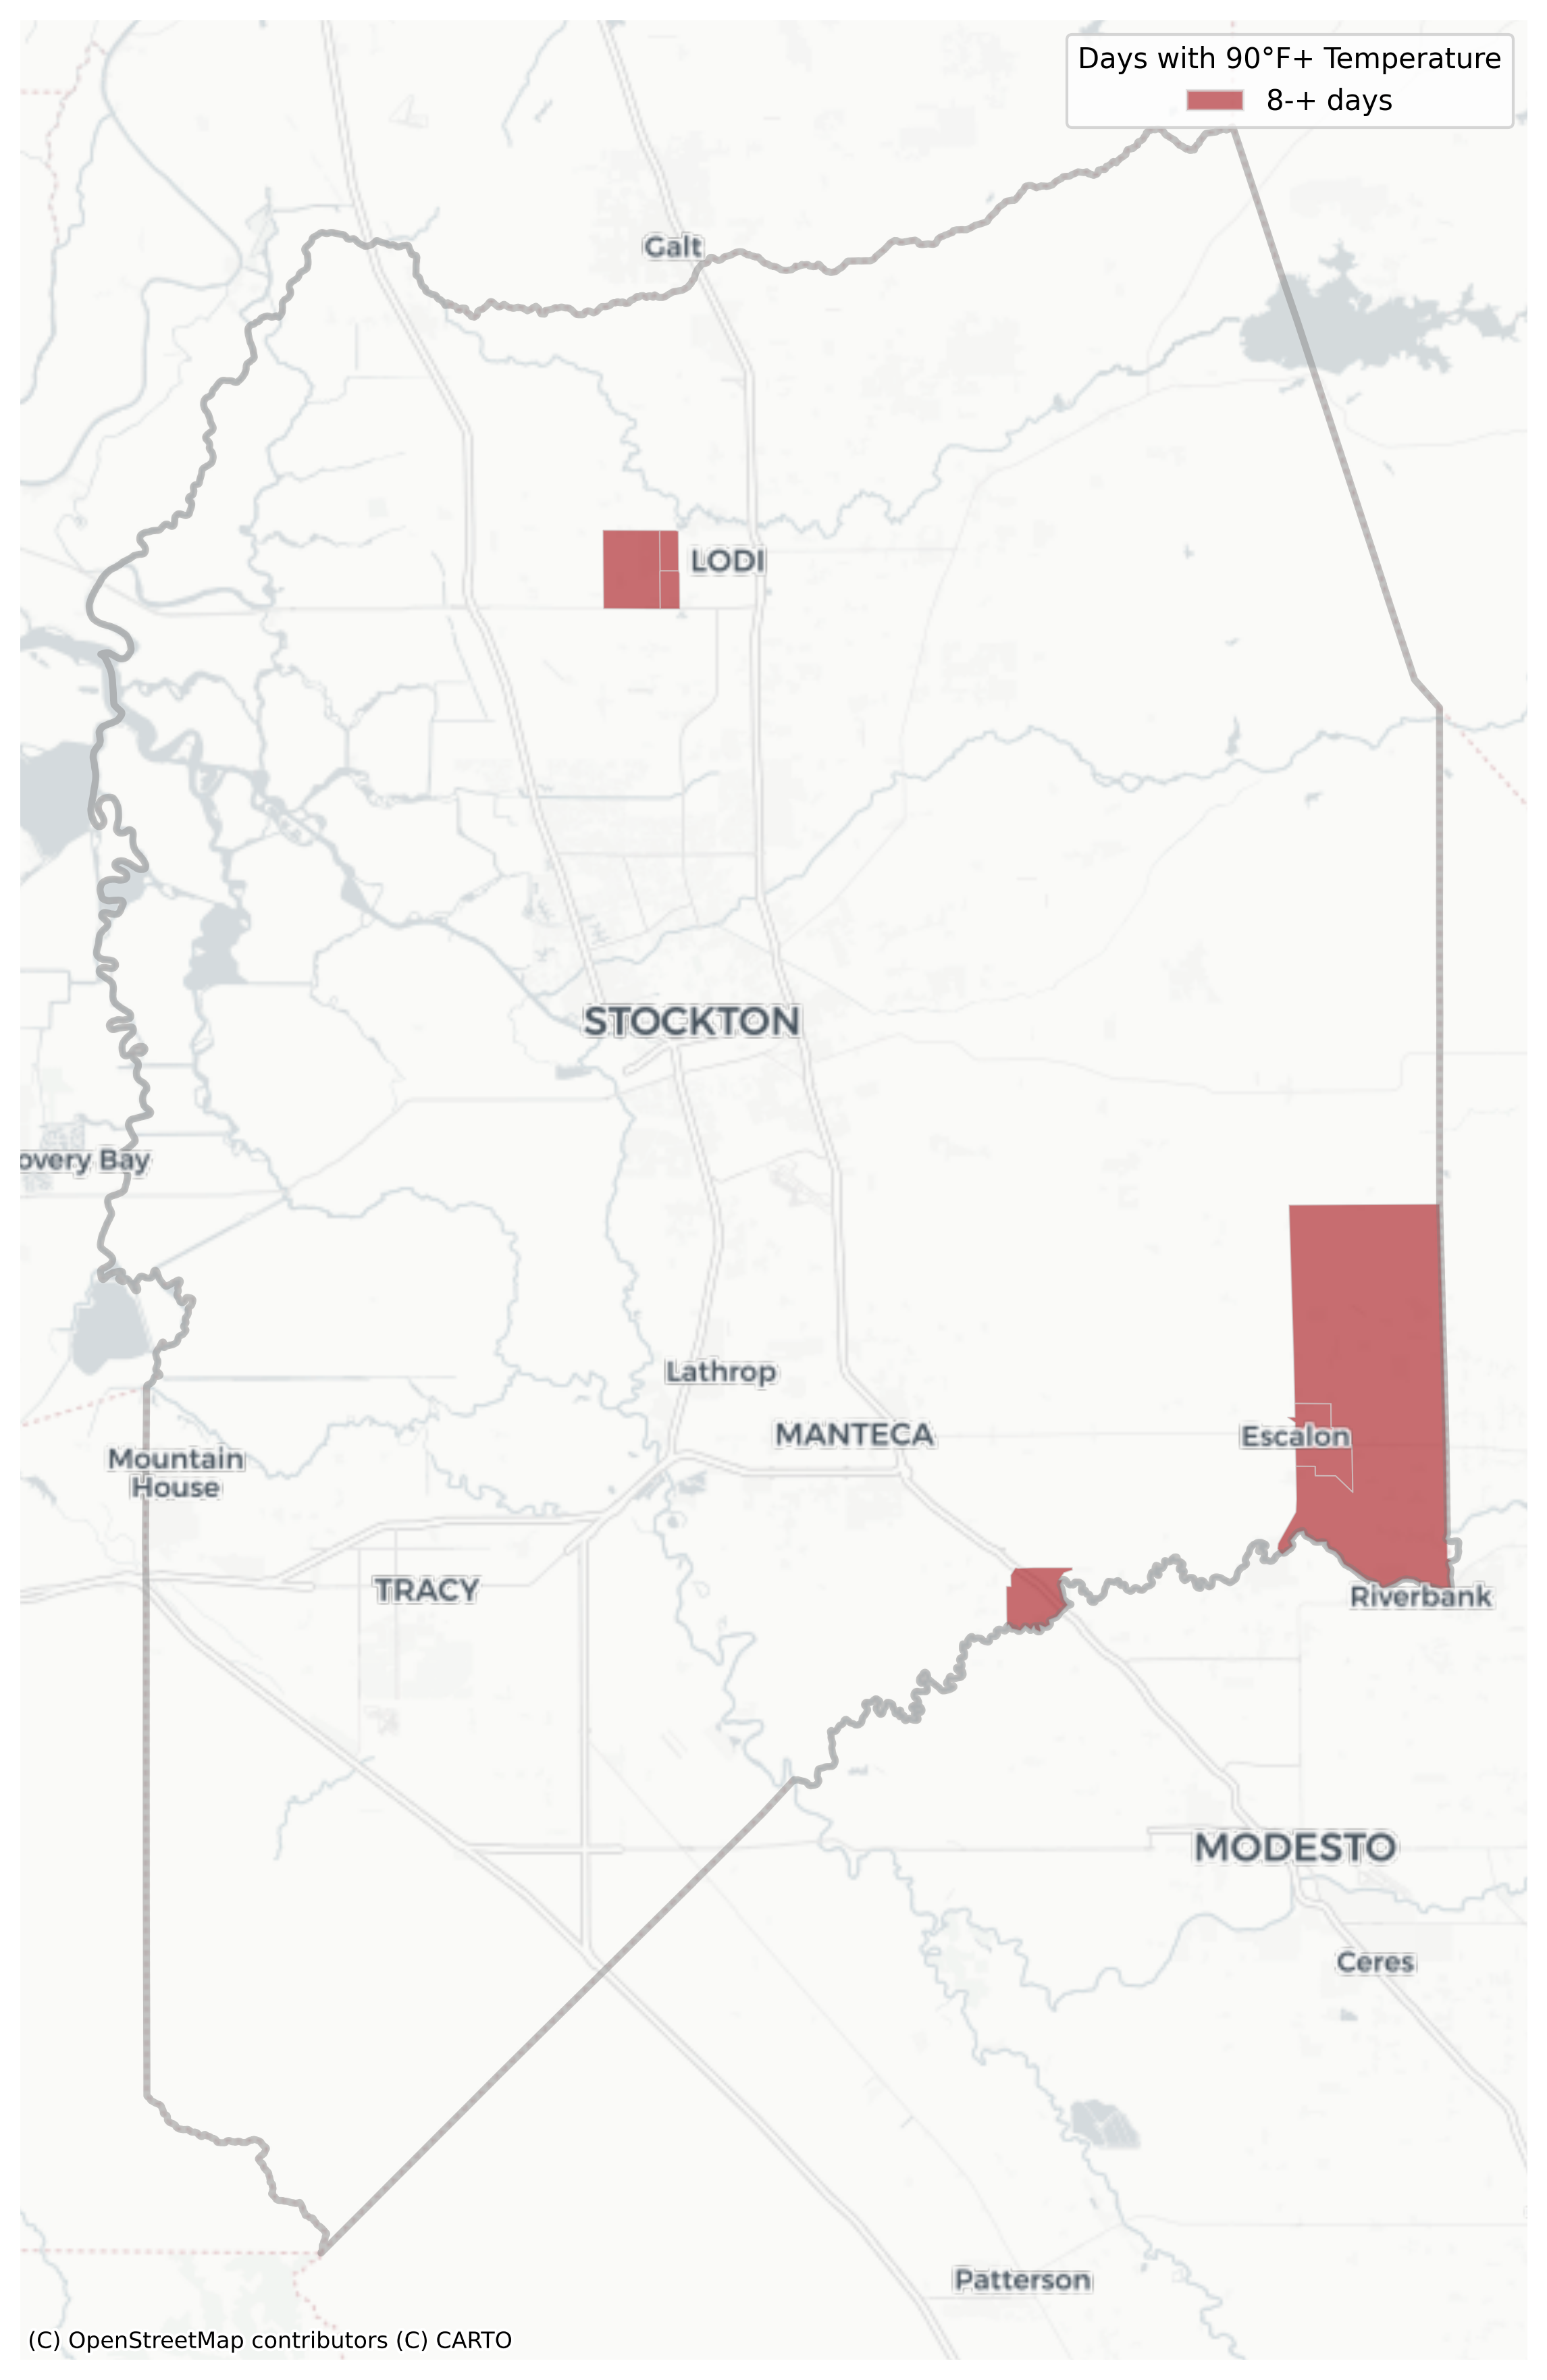 Days with 90°F+ Temperature
8-+ days
Galt
LODI
STOCKTON
overy Bay
Lathrop
MANTECA
Escalon
Mountain
House
TRACY
Riverbank
MODESTO
Ceres
Patterson
(C) OpenStreetMap contributors (C) CARTO